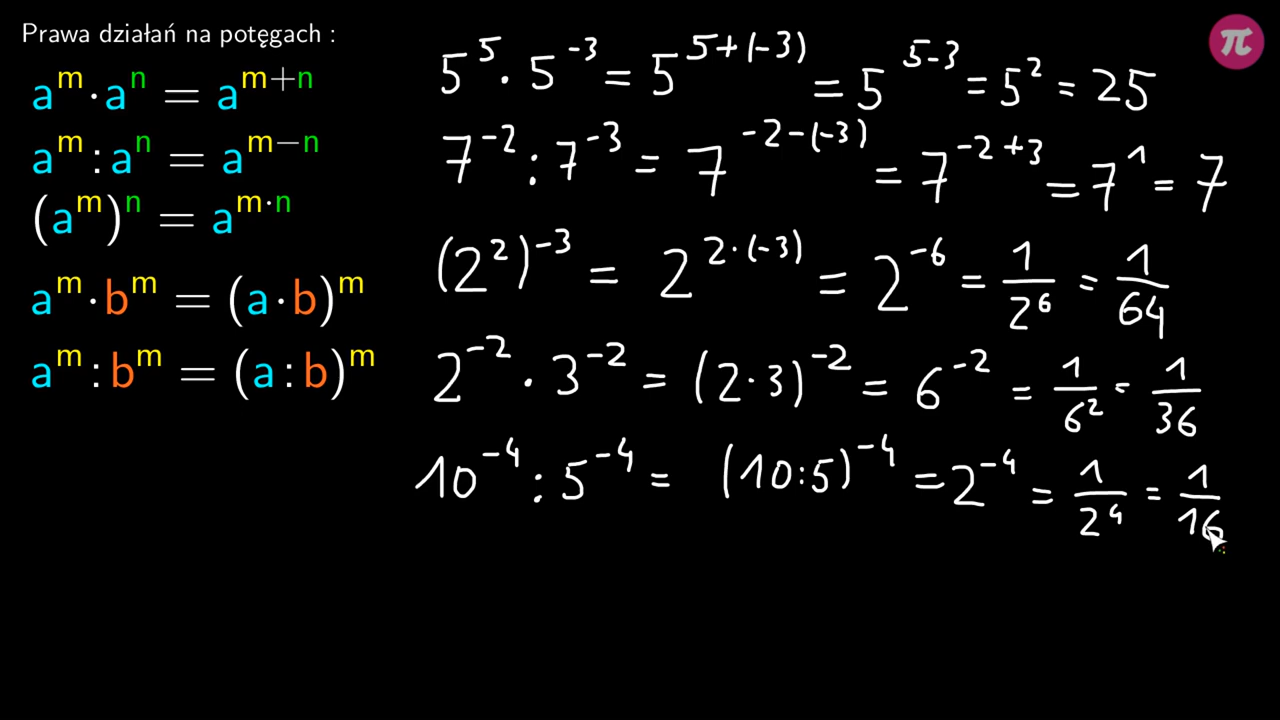 Prawa działań na potęgach :
a^m · a^n = a^{m+n}
a^m : a^n = a^{m−n}
(a^m)^n = a^{m·n}
a^m · b^m = (a · b)^m
a^m : b^m = (a : b)^m
π
5^5 · 5^{-3} = 5^{5+(-3)} = 5^{5-3} = 5^2 = 25
7^{-2} : 7^{-3} = 7^{-2-(-3)} = 7^{-2+3} = 7^1 = 7
(2^2)^{-3} = 2^{2·(-3)} = 2^{-6} = 1/2^6 = 1/64
2^{-2} · 3^{-2} = (2·3)^{-2} = 6^{-2} = 1/6^2 = 1/36
10^{-4} : 5^{-4} = (10:5)^{-4} = 2^{-4} = 1/2^4 = 1/16